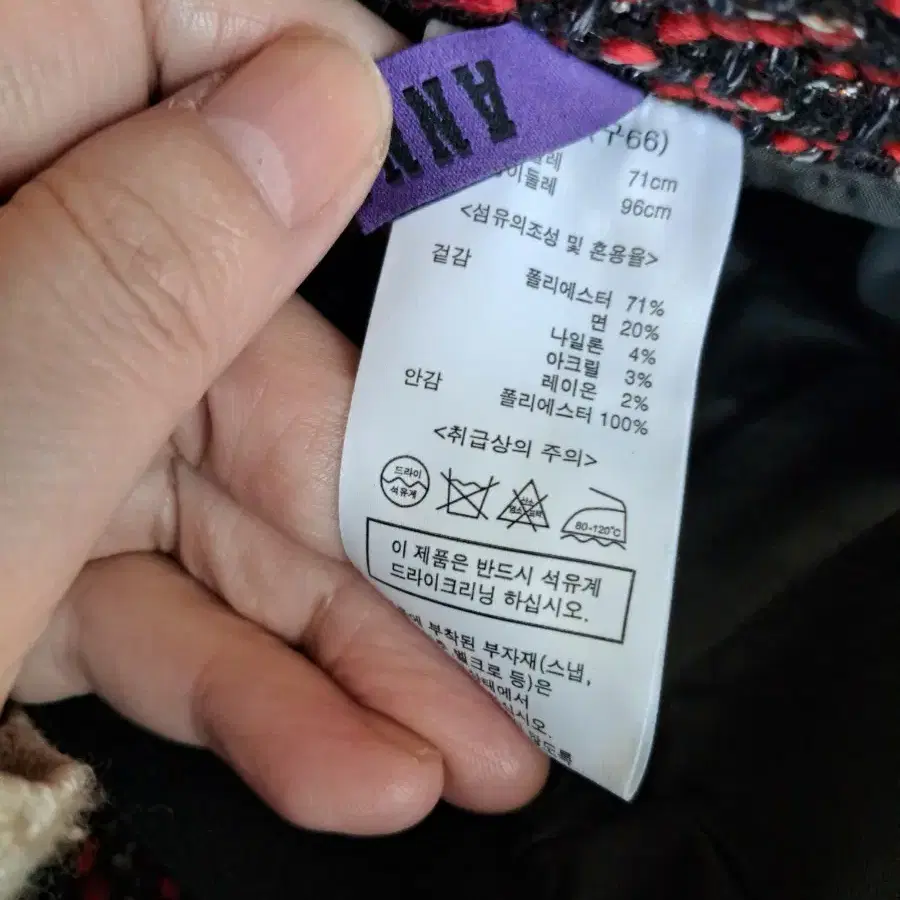 ANN
(구66)
71cm
이둘레 96cm
<섬유의조성 및 혼용율>
겉감 폴리에스터 71%
면 20%
나일론 4%
아크릴 3%
레이온 2%
안감 폴리에스터 100%
<취급상의 주의>
드라이
석유계
80-120℃
이 제품은 반드시 석유계
드라이크리닝 하십시오.
부착된 부자재(스냅,
벨크로 등)은